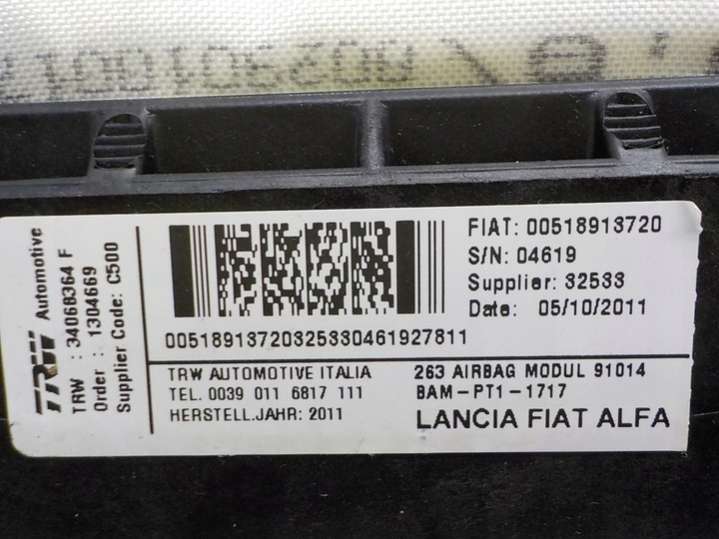 TRW Automotive
TRW : 34068364 F
Order : 1304669
Supplier Code: C500
FIAT: 00518913720
S/N: 04619
Supplier: 32533
Date: 05/10/2011
00518913720325330461927811
TRW AUTOMOTIVE ITALIA
TEL. 0039 011 6817 111
HERSTELL.JAHR: 2011
263 AIRBAG MODUL 91014
BAM-PT1-1717
LANCIA FIAT ALFA